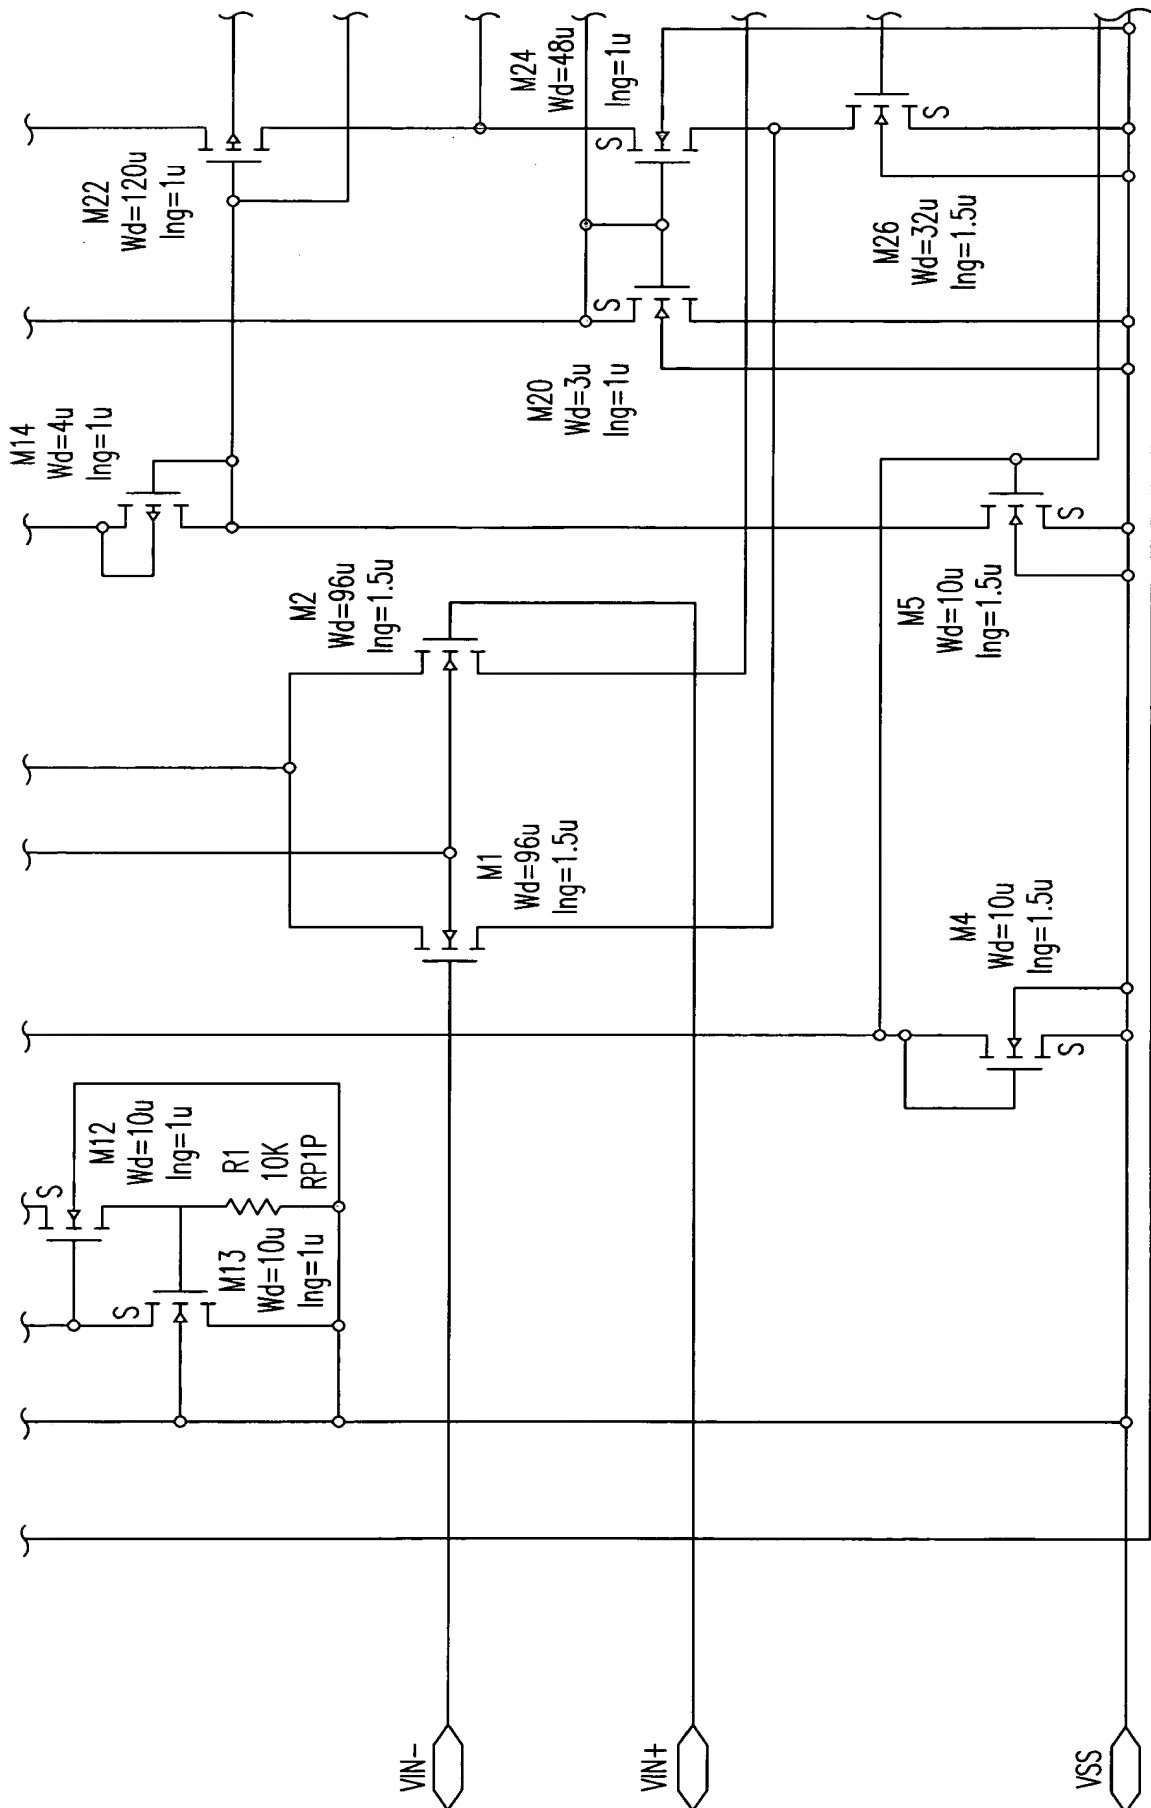 M22
Wd=120u
lng=1u
M24
Wd=48u
lng=1u
S
M14
Wd=4u
lng=1u
M20
Wd=3u
lng=1u
S
M26
Wd=32u
lng=1.5u
S
M2
Wd=96u
lng=1.5u
M5
Wd=10u
lng=1.5u
S
M1
Wd=96u
lng=1.5u
M4
Wd=10u
lng=1.5u
S
M12
Wd=10u
lng=1u
S
R1
10K
RP1P
M13
Wd=10u
lng=1u
S
VIN-
VIN+
VSS